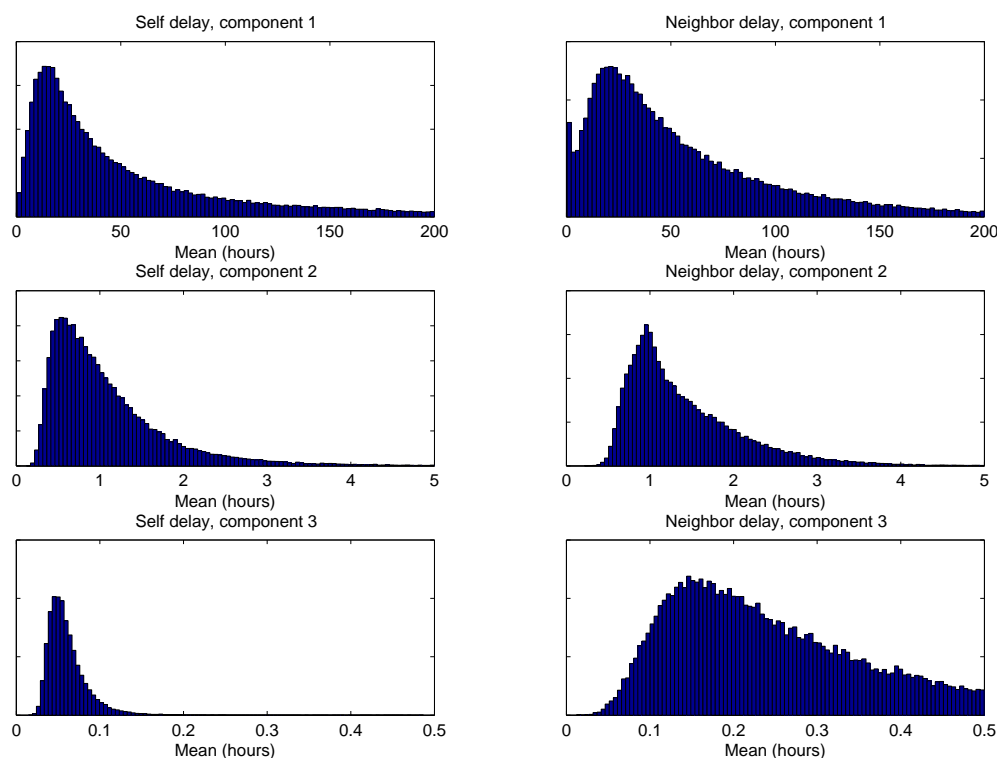 Self delay, component 1
0 50 100 150 200
Mean (hours)
Neighbor delay, component 1
0 50 100 150 200
Mean (hours)
Self delay, component 2
0 1 2 3 4 5
Mean (hours)
Neighbor delay, component 2
0 1 2 3 4 5
Mean (hours)
Self delay, component 3
0 0.1 0.2 0.3 0.4 0.5
Mean (hours)
Neighbor delay, component 3
0 0.1 0.2 0.3 0.4 0.5
Mean (hours)